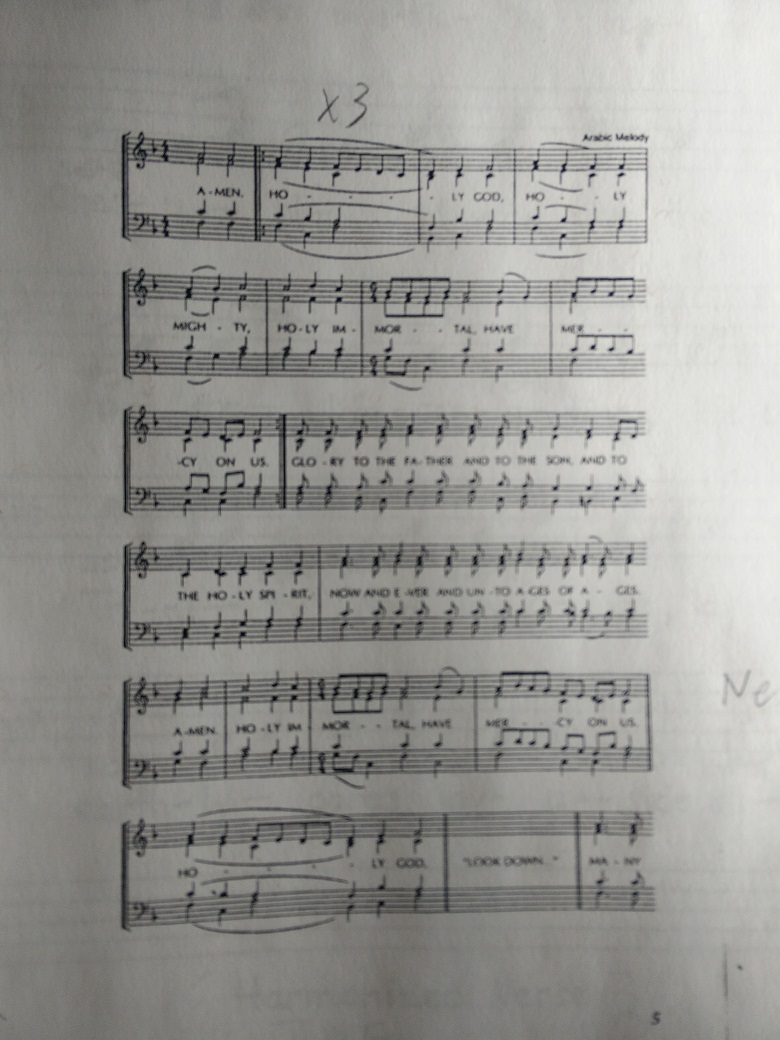 x3
Arabic Melody
A - MEN. HO - - - - LY GOD, HO - - LY
MIGH - TY, HO - LY IM - MOR - - TAL, HAVE MER - -
-CY ON US. GLO - RY TO THE FA - THER AND TO THE SON, AND TO
THE HO - LY SPI - RIT, NOW AND E - VER AND UN - TO A - GES OF A - GES.
A - MEN. HO - LY IM - MOR - - TAL, HAVE MER - - -CY ON US.
Ne
HO - - - - LY GOD, "LOOK DOWN..." MA - NY
5